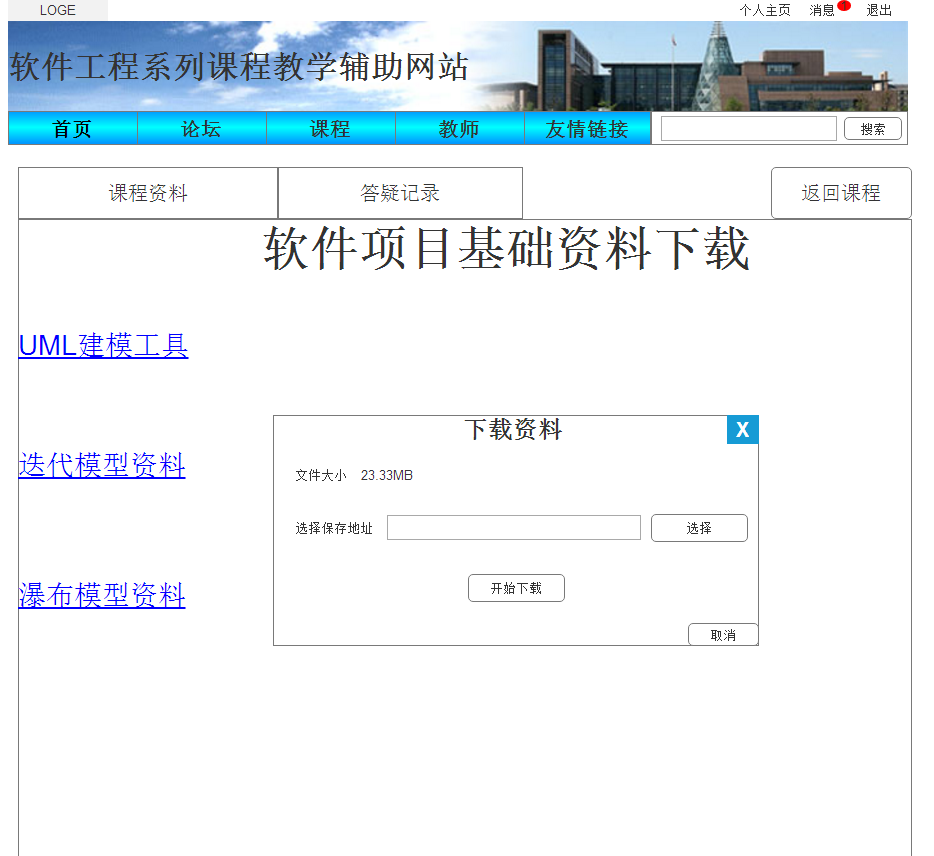 LOGE 个人主页 消息 1 退出
软件工程系列课程教学辅助网站
首页 论坛 课程 教师 友情链接 搜索
课程资料 答疑记录 返回课程
软件项目基础资料下载
UML建模工具
下载资料 X
迭代模型资料
文件大小 23.33MB
选择保存地址 选择
瀑布模型资料
开始下载
取消